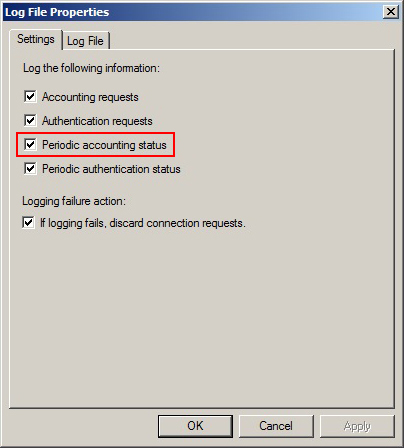 Log File Properties
Settings
Log File
Log the following information:
Accounting requests
Authentication requests
Periodic accounting status
Periodic authentication status
Logging failure action:
If logging fails, discard connection requests.
OK
Cancel
Apply